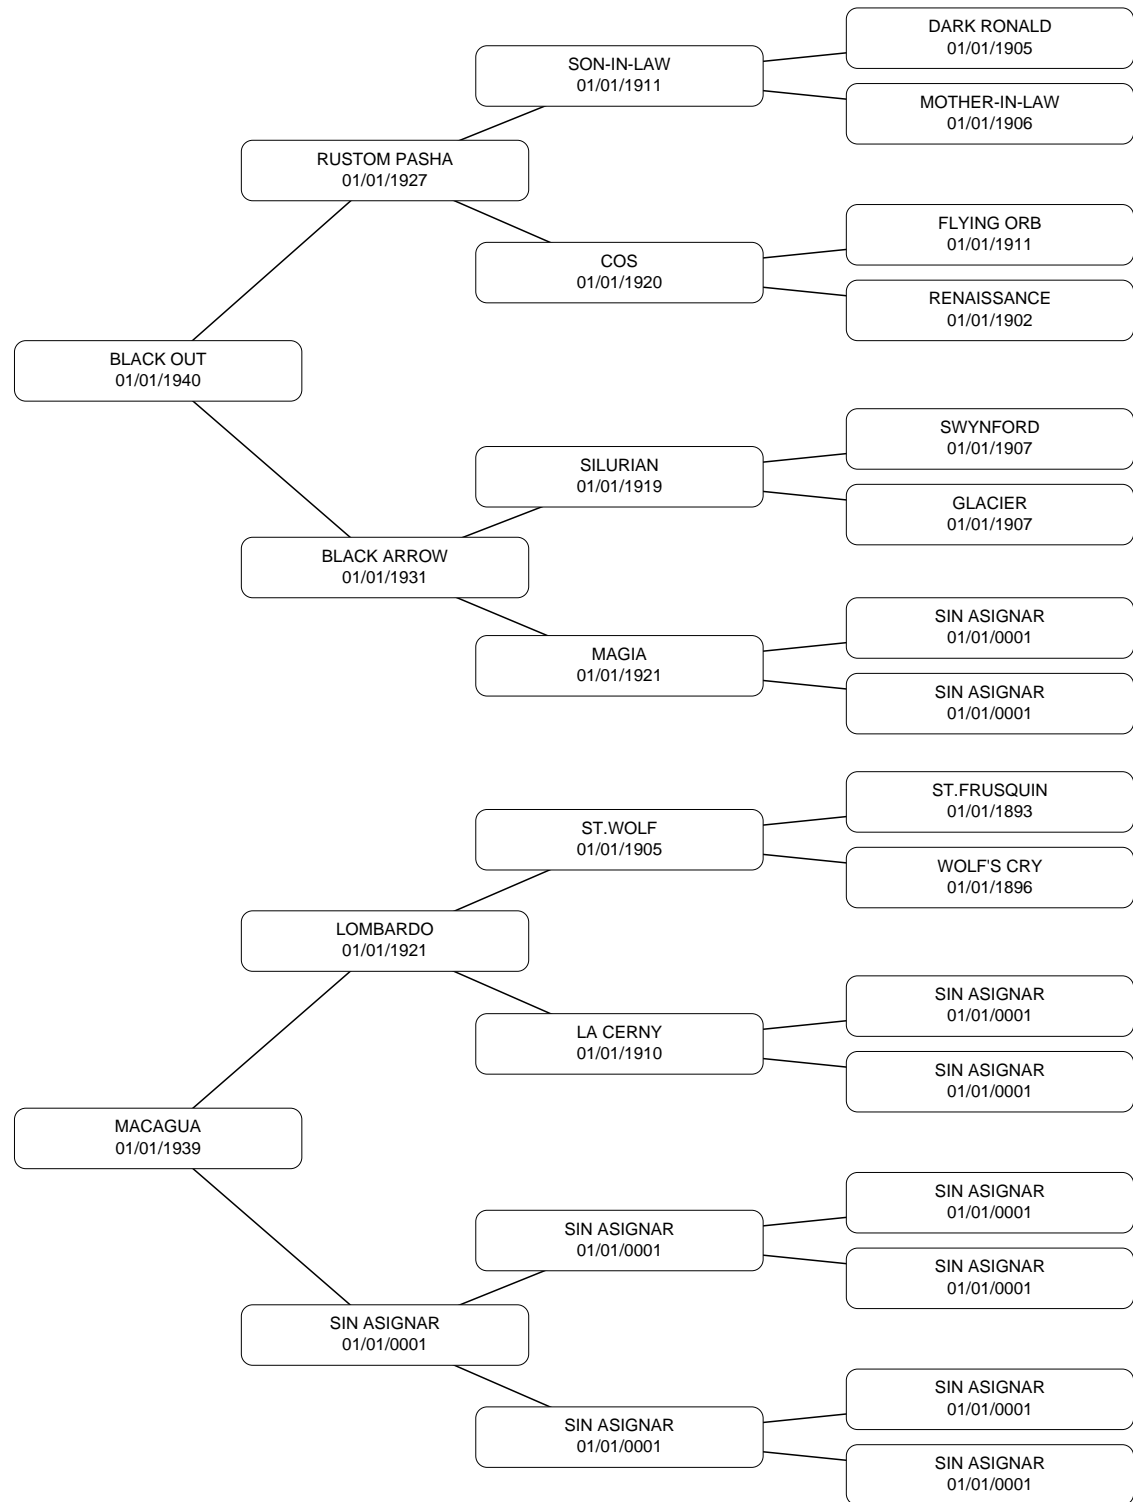 DARK RONALD
01/01/1905
SON-IN-LAW
01/01/1911
MOTHER-IN-LAW
01/01/1906
RUSTOM PASHA
01/01/1927
FLYING ORB
01/01/1911
COS
01/01/1920
RENAISSANCE
01/01/1902
BLACK OUT
01/01/1940
SWYNFORD
01/01/1907
SILURIAN
01/01/1919
GLACIER
01/01/1907
BLACK ARROW
01/01/1931
SIN ASIGNAR
01/01/0001
MAGIA
01/01/1921
SIN ASIGNAR
01/01/0001
ST.FRUSQUIN
01/01/1893
ST.WOLF
01/01/1905
WOLF'S CRY
01/01/1896
LOMBARDO
01/01/1921
SIN ASIGNAR
01/01/0001
LA CERNY
01/01/1910
SIN ASIGNAR
01/01/0001
MACAGUA
01/01/1939
SIN ASIGNAR
01/01/0001
SIN ASIGNAR
01/01/0001
SIN ASIGNAR
01/01/0001
SIN ASIGNAR
01/01/0001
SIN ASIGNAR
01/01/0001
SIN ASIGNAR
01/01/0001
SIN ASIGNAR
01/01/0001